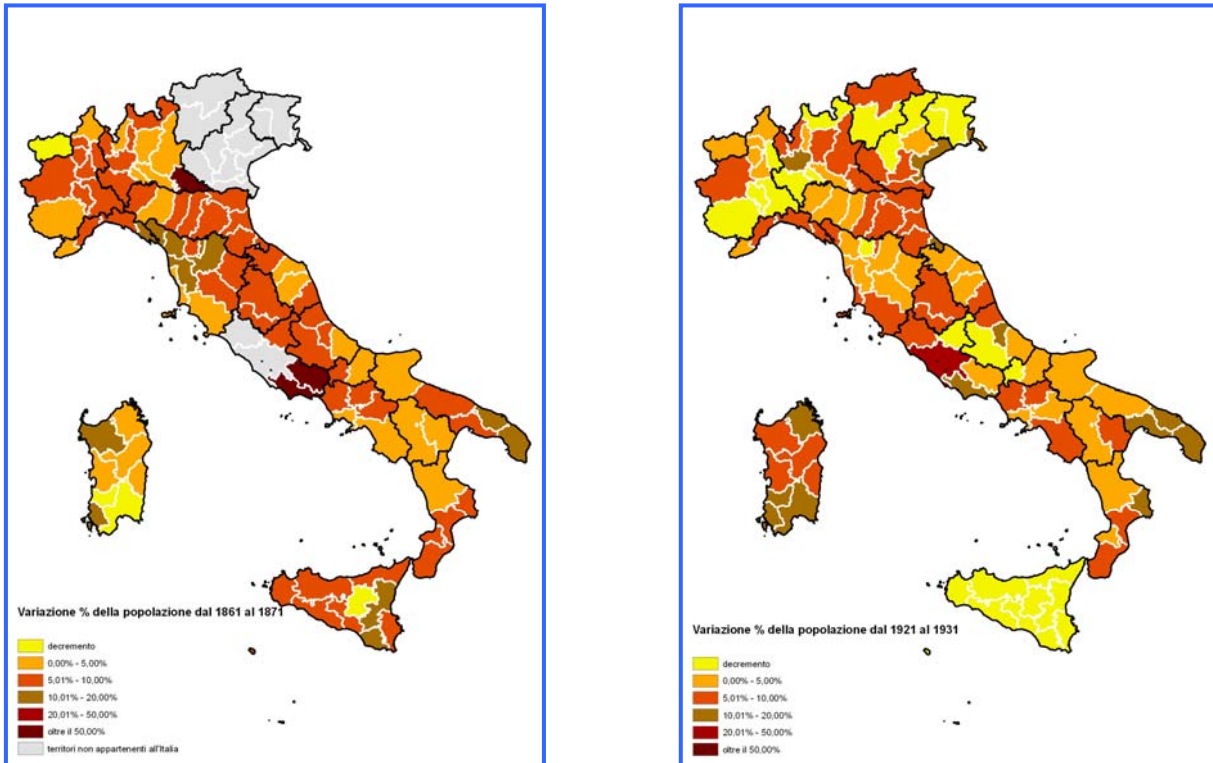 Variazione % della popolazione dal 1861 al 1871
decremento
0,00% - 5,00%
5,01% - 10,00%
10,01% - 20,00%
20,01% - 50,00%
oltre il 50,00%
territori non appartenenti all'Italia
Variazione % della popolazione dal 1921 al 1931
decremento
0,00% - 5,00%
5,01% - 10,00%
10,01% - 20,00%
20,01% - 50,00%
oltre il 50,00%